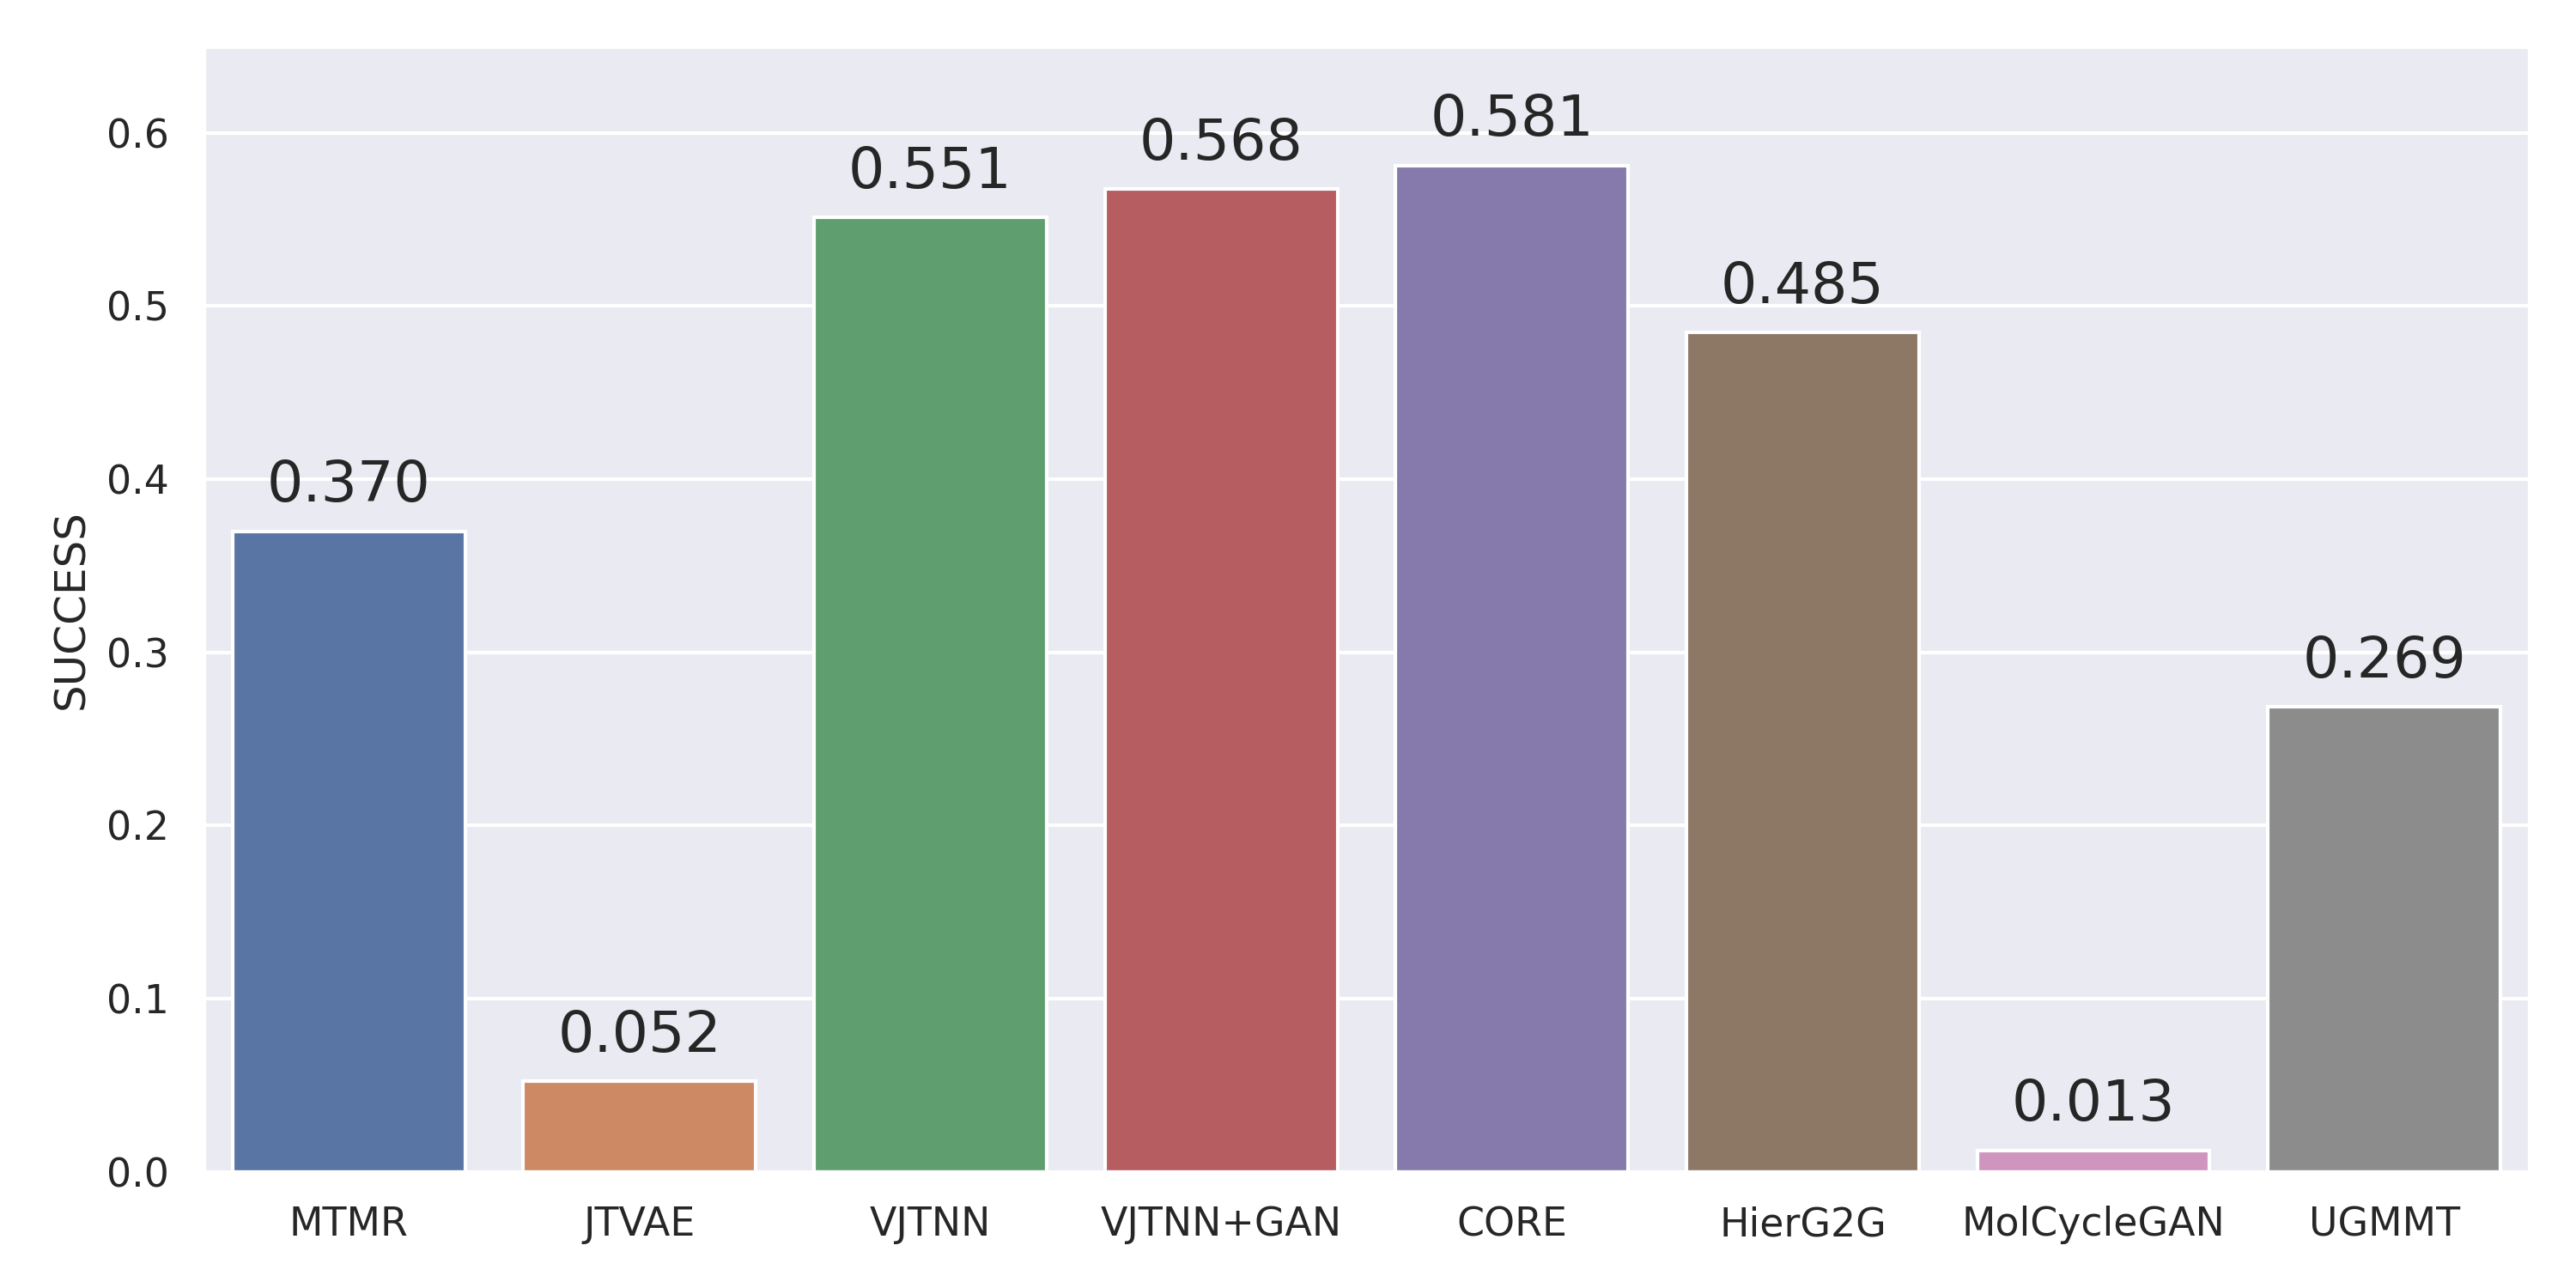 SUCCESS
0.6
0.5
0.4
0.3
0.2
0.1
0.0
0.370
0.052
0.551
0.568
0.581
0.485
0.013
0.269
MTMR
JTVAE
VJTNN
VJTNN+GAN
CORE
HierG2G
MolCycleGAN
UGMMT